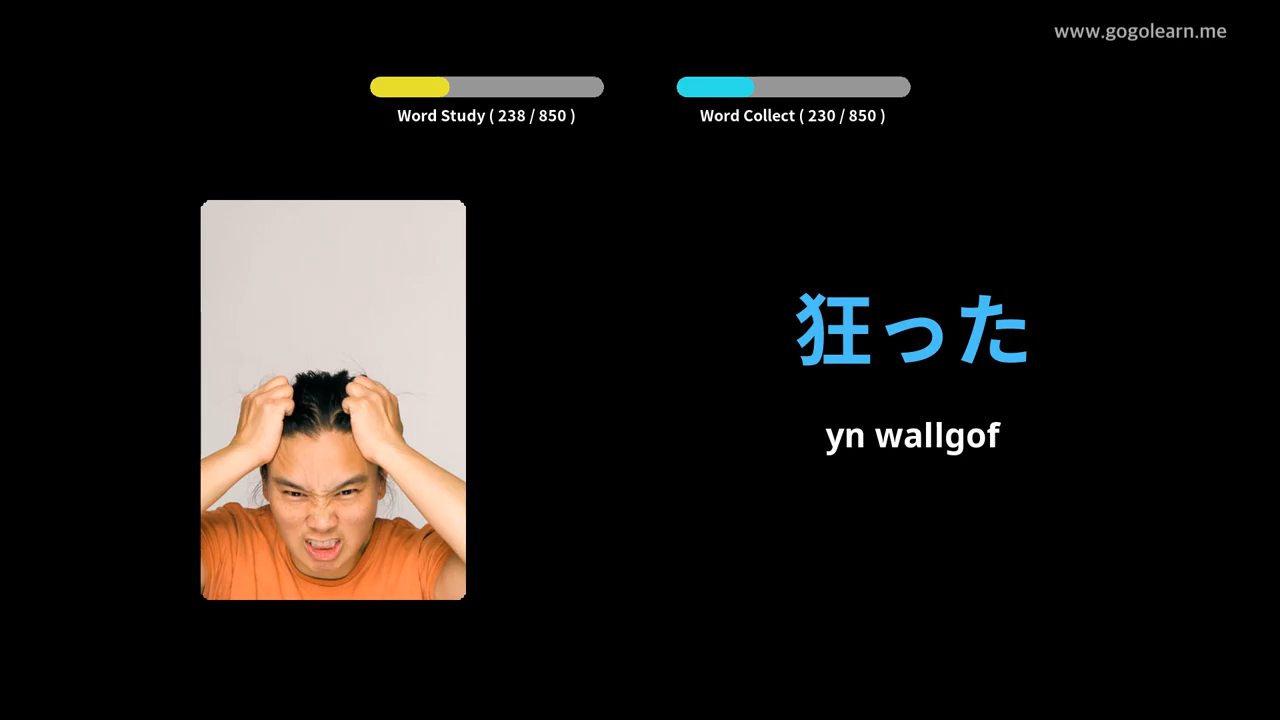 www.gogolearn.me
Word Study ( 238 / 850 )
Word Collect ( 230 / 850 )
狂った
yn wallgof